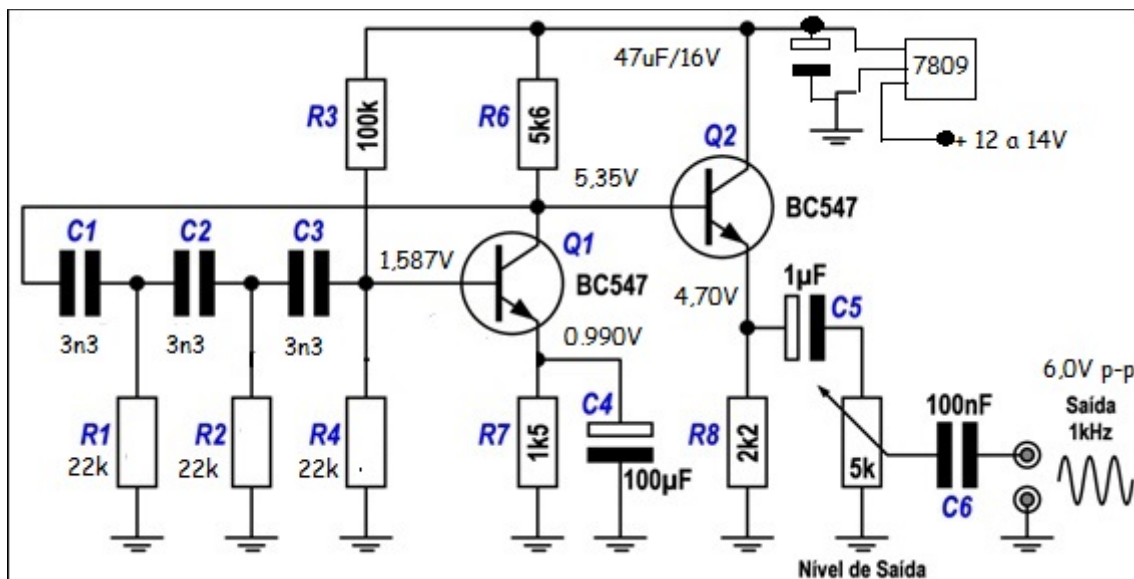 47uF/16V
7809
+ 12 a 14V
R3
100k
R6
5k6
Q2
BC547
5,35V
C1
C2
C3
3n3
3n3
3n3
1,587V
Q1
BC547
0.990V
4,70V
1µF
C5
6,0V p-p
Saída
1kHz
100nF
C6
R1
22k
R2
22k
R4
22k
R7
1k5
C4
100µF
R8
2k2
5k
Nível de Saída